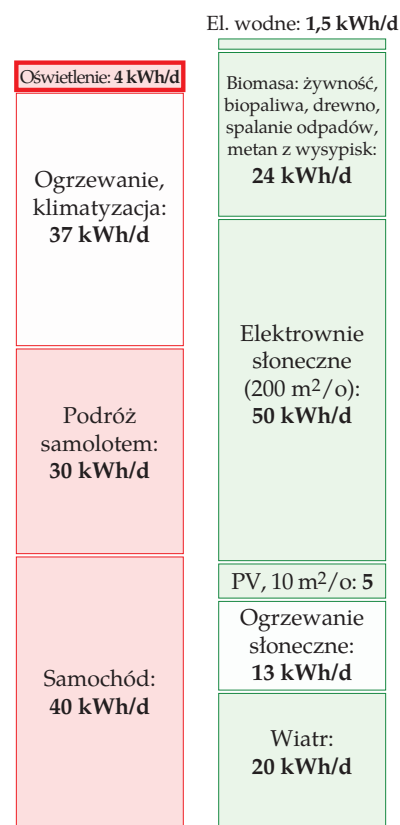 El. wodne: 1,5 kWh/d
Oświetlenie: 4 kWh/d
Ogrzewanie,
klimatyzacja:
37 kWh/d
Podróż
samolotem:
30 kWh/d
Samochód:
40 kWh/d
Biomasa: żywność,
biopaliwa, drewno,
spalanie odpadów,
metan z wysypisk:
24 kWh/d
Elektrownie
słoneczne
(200 m²/o):
50 kWh/d
PV, 10 m²/o: 5
Ogrzewanie
słoneczne:
13 kWh/d
Wiatr:
20 kWh/d